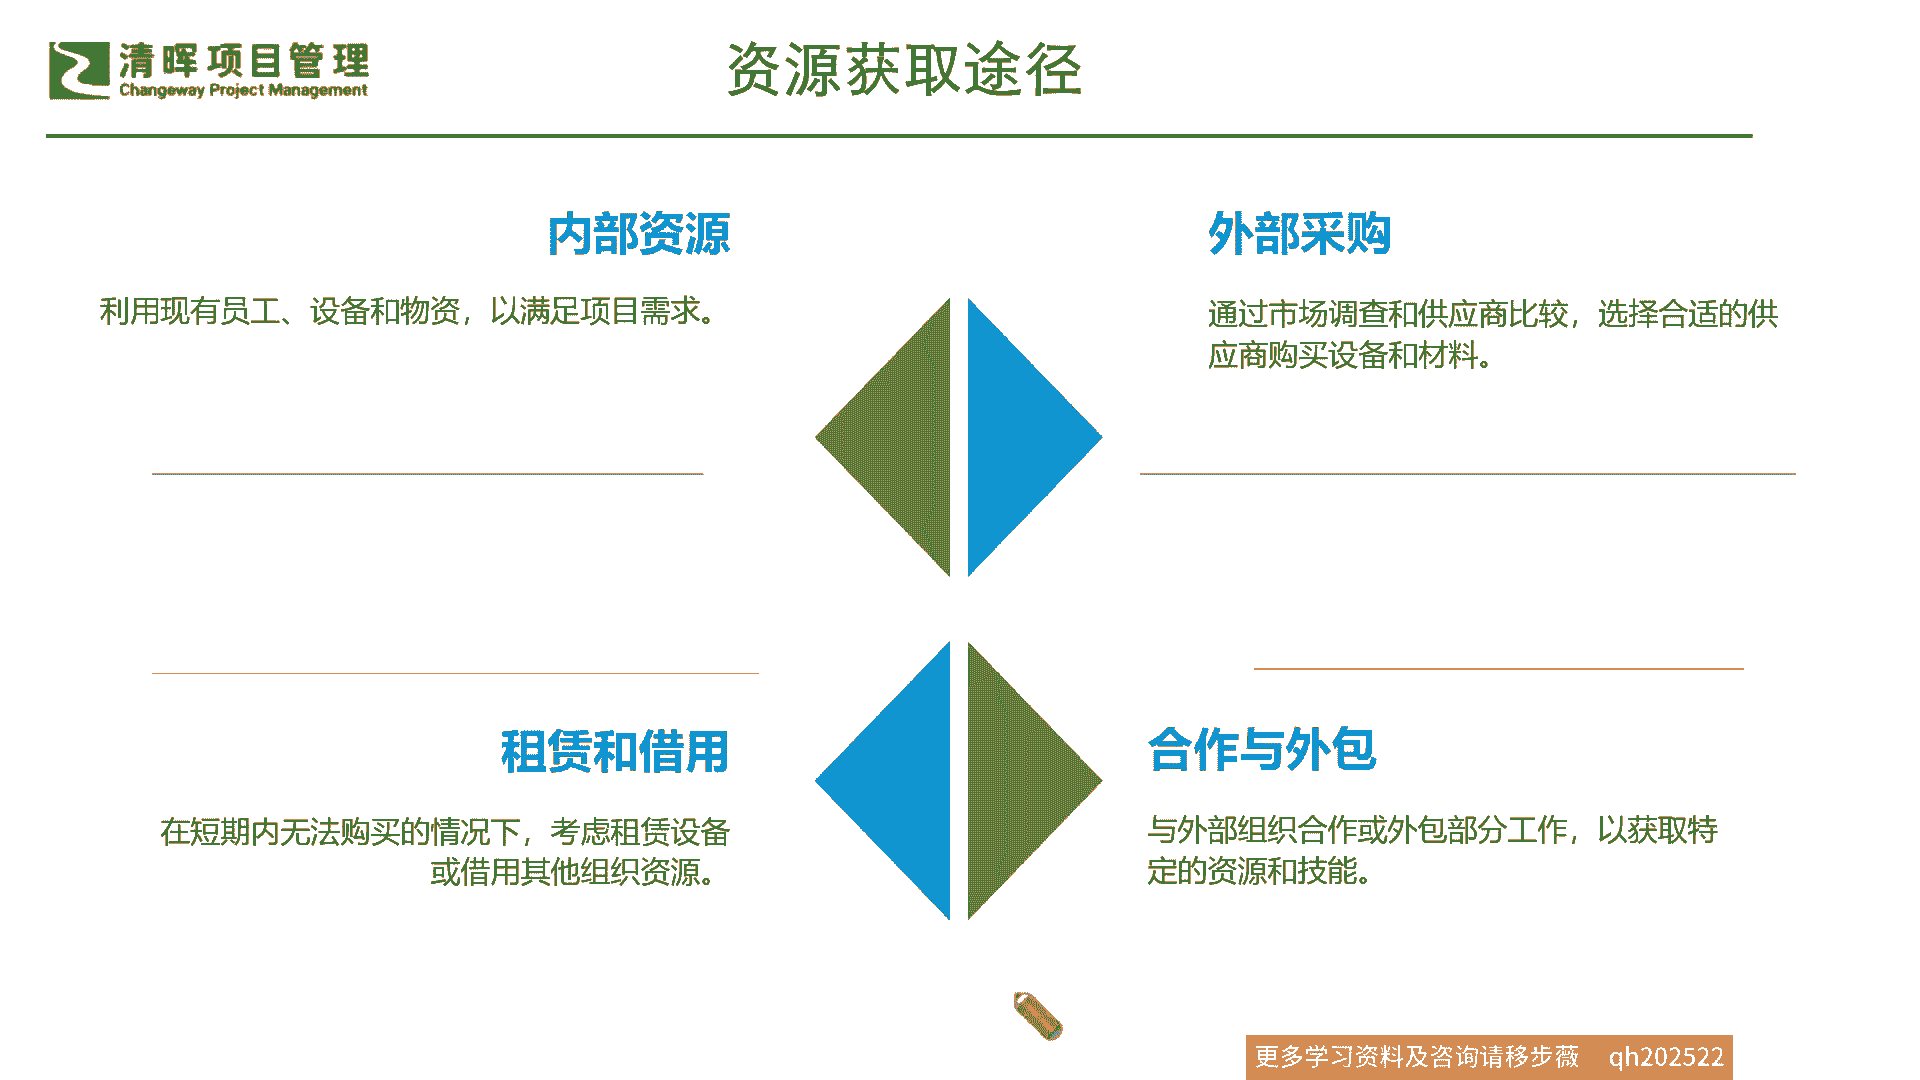 清晖项目管理
Changeway Project Management
资源获取途径
内部资源
利用现有员工、设备和物资，以满足项目需求。
外部采购
通过市场调查和供应商比较，选择合适的供
应商购买设备和材料。
租赁和借用
在短期内无法购买的情况下，考虑租赁设备
或借用其他组织资源。
合作与外包
与外部组织合作或外包部分工作，以获取特
定的资源和技能。
更多学习资料及咨询请移步薇 qh202522